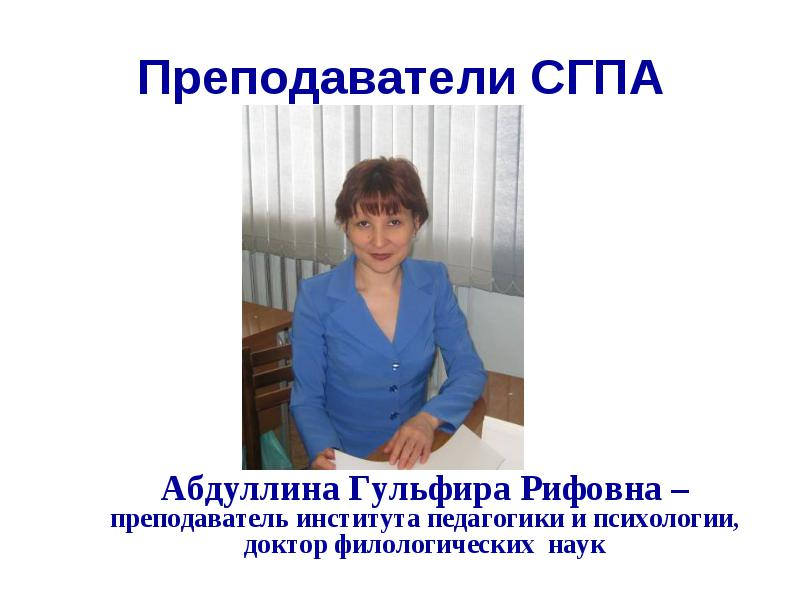 Преподаватели СГПА
Абдуллина Гульфира Рифовна –
преподаватель института педагогики и психологии,
доктор филологических наук